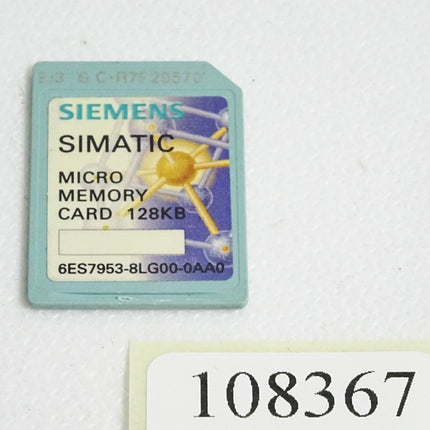 SIEMENS
SIMATIC
MICRO
MEMORY
CARD 128KB
6ES7953-8LG00-0AA0
108367